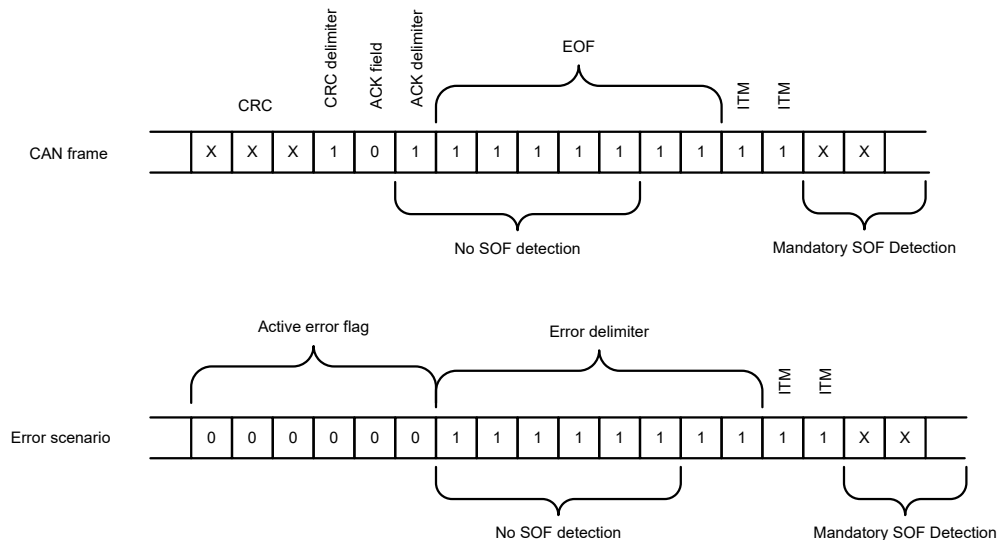 CRC
CRC delimiter
ACK field
ACK delimiter
EOF
ITM
ITM
CAN frame
X X X 1 0 1 1 1 1 1 1 1 1 1 1 X X
No SOF detection
Mandatory SOF Detection
Active error flag
Error delimiter
ITM
ITM
Error scenario
0 0 0 0 0 0 1 1 1 1 1 1 1 1 1 1 X X
No SOF detection
Mandatory SOF Detection